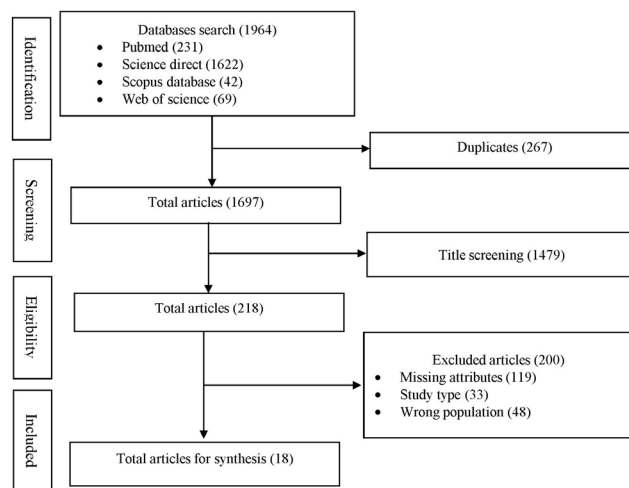 Identification
Databases search (1964)
• Pubmed (231)
• Science direct (1622)
• Scopus database (42)
• Web of science (69)
Duplicates (267)
Screening
Total articles (1697)
Title screening (1479)
Eligibility
Total articles (218)
Excluded articles (200)
• Missing attributes (119)
• Study type (33)
• Wrong population (48)
Included
Total articles for synthesis (18)